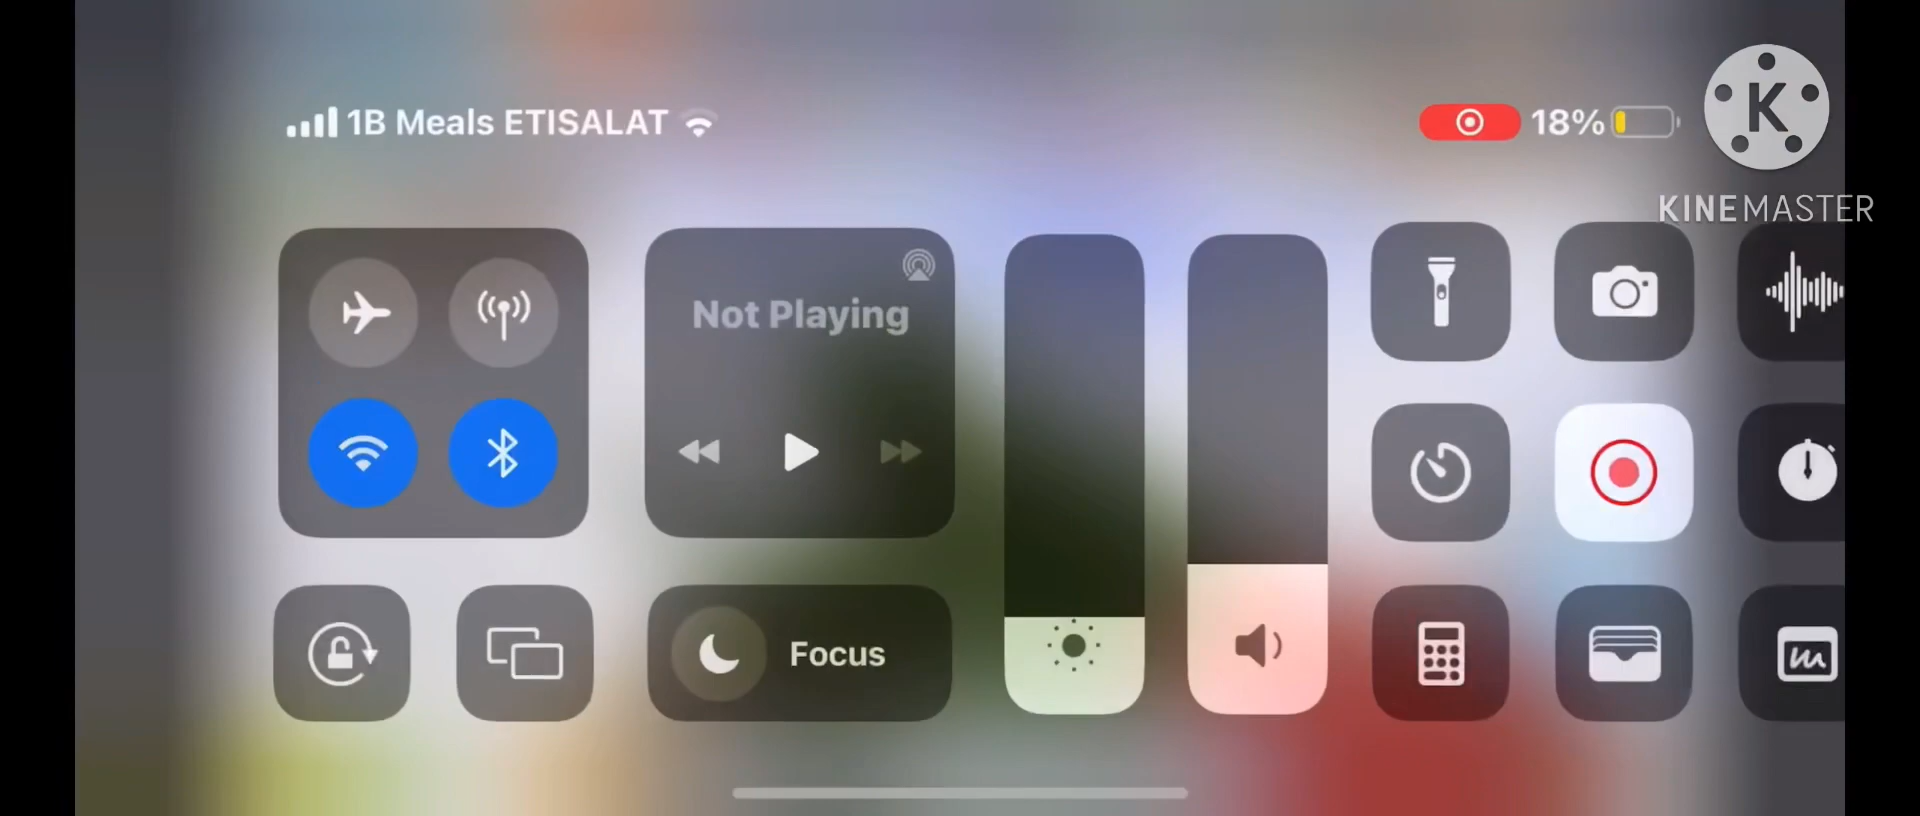 1B Meals ETISALAT
18%
K
KINEMASTER
Not Playing
Focus